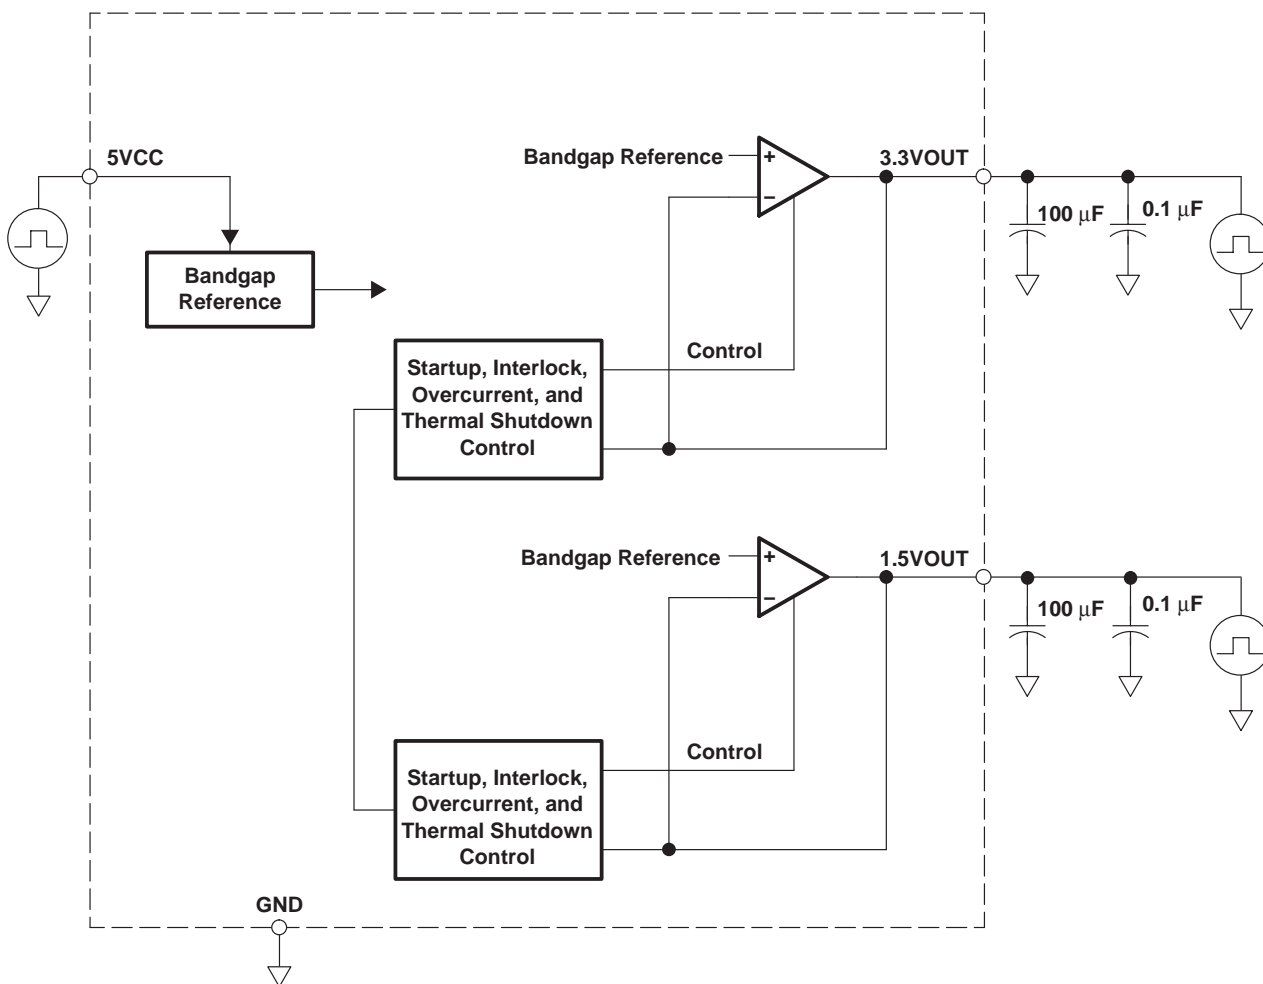 5VCC
Bandgap
Reference
Bandgap Reference
+
−
3.3VOUT
100 μF
0.1 μF
Control
Startup, Interlock,
Overcurrent, and
Thermal Shutdown
Control
Bandgap Reference
+
−
1.5VOUT
100 μF
0.1 μF
Control
Startup, Interlock,
Overcurrent, and
Thermal Shutdown
Control
GND